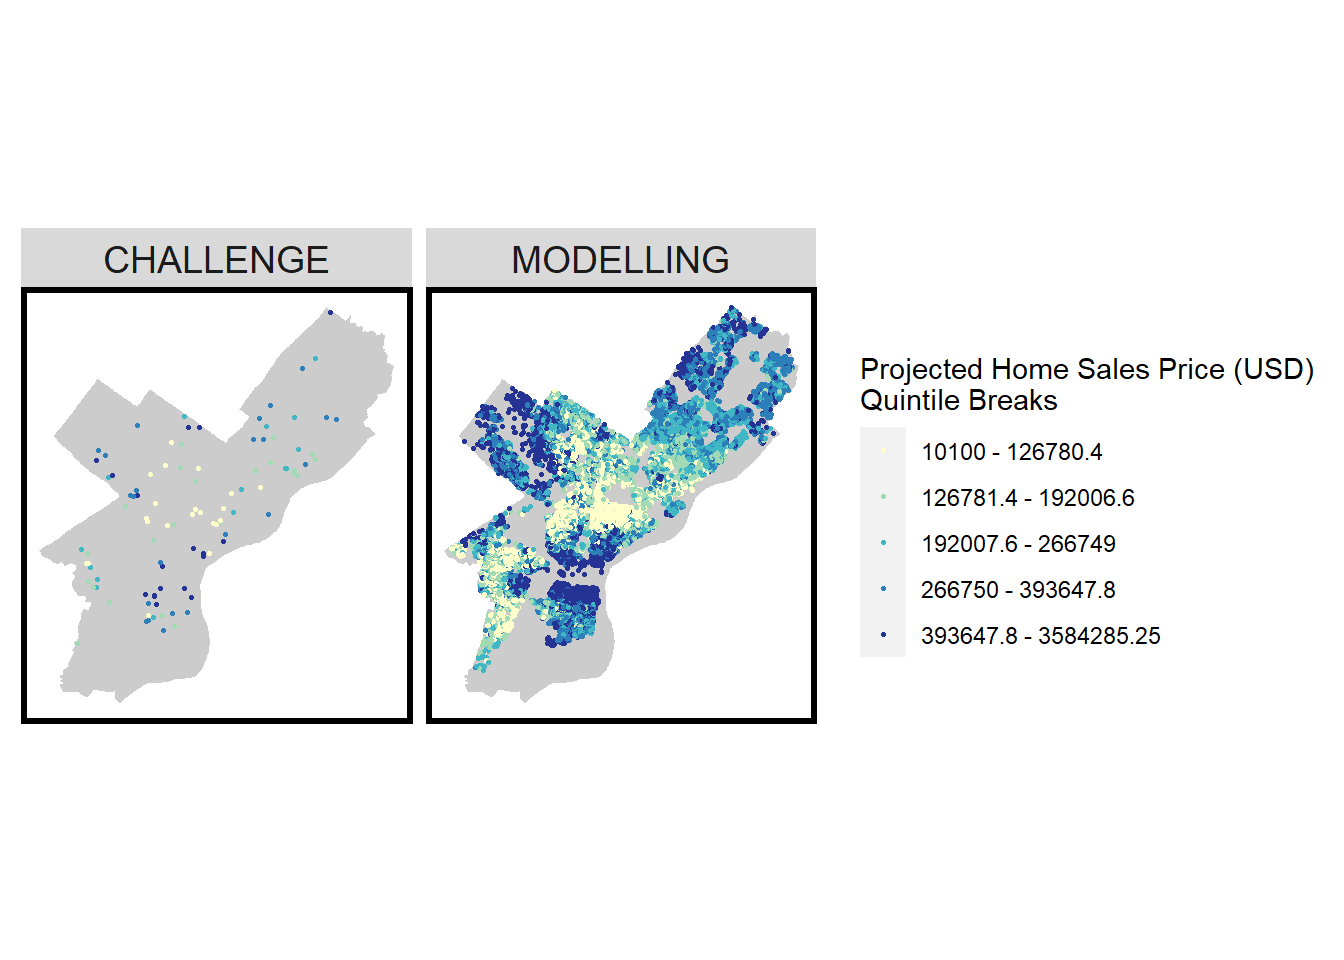 CHALLENGE
MODELLING
Projected Home Sales Price (USD)
Quintile Breaks
10100 - 126780.4
126781.4 - 192006.6
192007.6 - 266749
266750 - 393647.8
393647.8 - 3584285.25